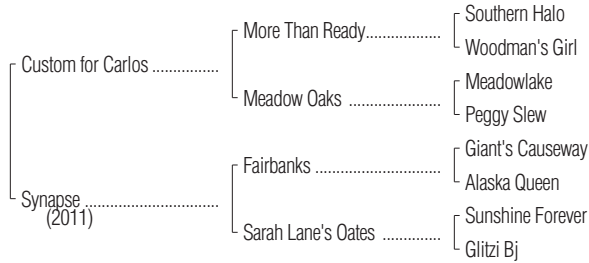 Southern Halo
More Than Ready..................
Woodman's Girl
Custom for Carlos ................
Meadowlake
Meadow Oaks ......................
Peggy Slew
Giant's Causeway
Fairbanks ..............................
Alaska Queen
Synapse ................................
(2011)
Sunshine Forever
Sarah Lane's Oates ..............
Glitzi Bj